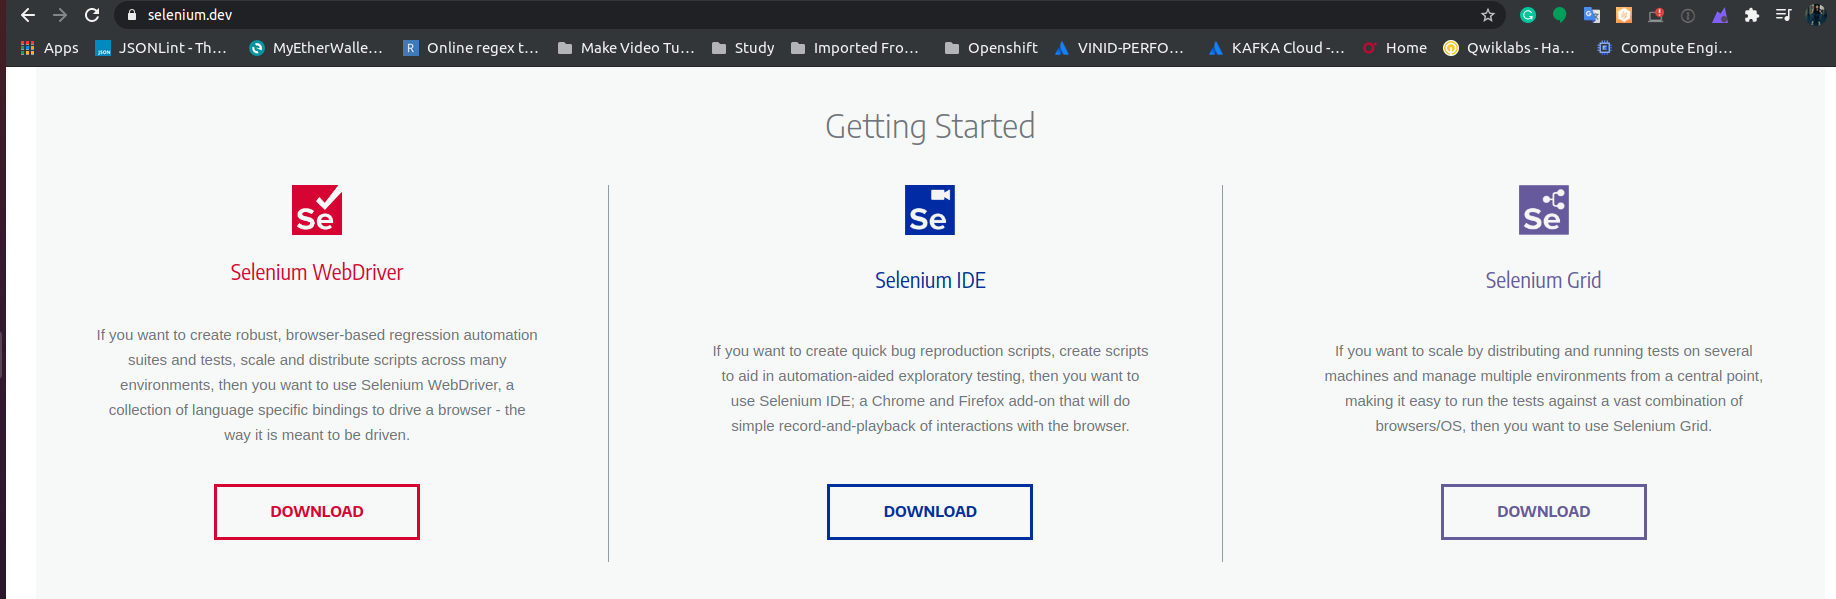 selenium.dev
Apps JSONLint - Th... MyEtherWalle... Online regex t... Make Video Tu... Study Imported Fro... Openshift VINID-PERFO... KAFKA Cloud -... Home Qwiklabs - Ha... Compute Engi...
Getting Started
Se
Selenium WebDriver
If you want to create robust, browser-based regression automation
suites and tests, scale and distribute scripts across many
environments, then you want to use Selenium WebDriver, a
collection of language specific bindings to drive a browser - the
way it is meant to be driven.
DOWNLOAD
Se
Selenium IDE
If you want to create quick bug reproduction scripts, create scripts
to aid in automation-aided exploratory testing, then you want to
use Selenium IDE; a Chrome and Firefox add-on that will do
simple record-and-playback of interactions with the browser.
DOWNLOAD
Se
Selenium Grid
If you want to scale by distributing and running tests on several
machines and manage multiple environments from a central point,
making it easy to run the tests against a vast combination of
browsers/OS, then you want to use Selenium Grid.
DOWNLOAD